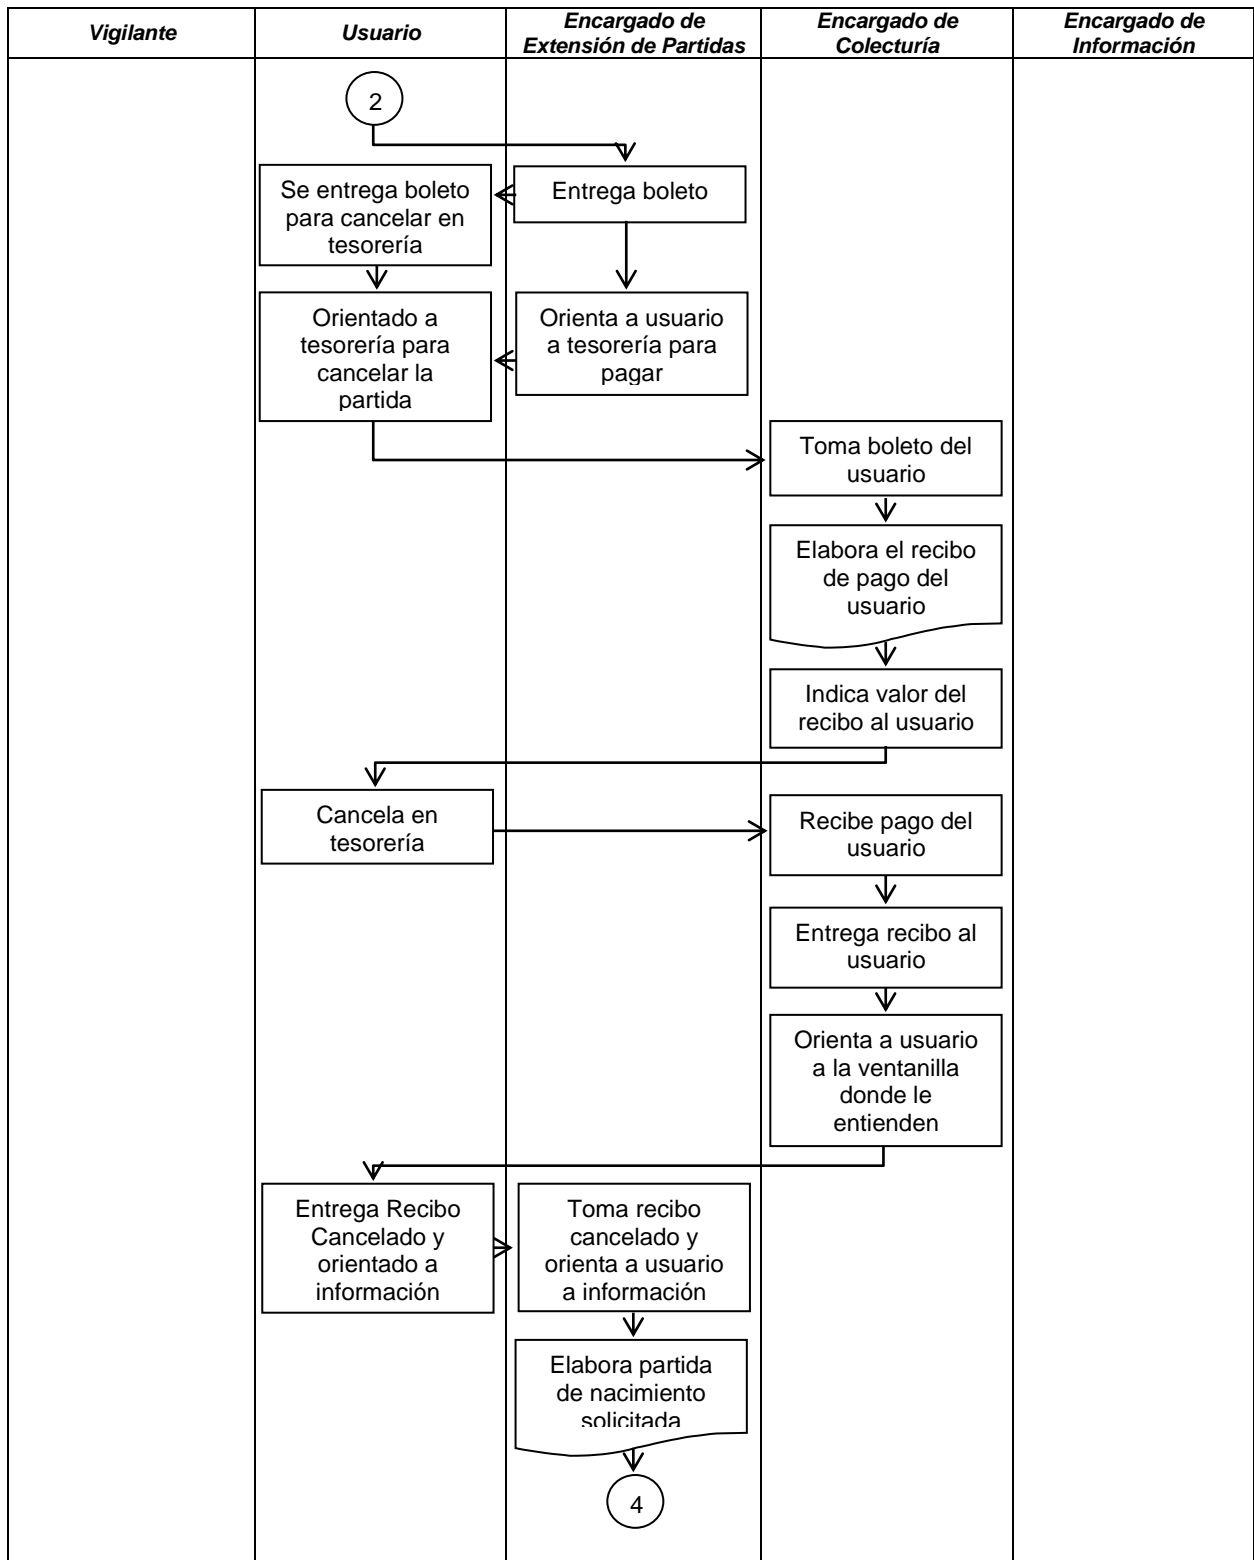 Vigilante
Usuario
Encargado de
Extensión de Partidas
Encargado de
Colecturía
Encargado de
Información
2
Se entrega boleto
para cancelar en
tesorería
Entrega boleto
Orientado a
tesorería para
cancelar la
partida
Orienta a usuario
a tesorería para
pagar
Toma boleto del
usuario
Elabora el recibo
de pago del
usuario
Indica valor del
recibo al usuario
Cancela en
tesorería
Recibe pago del
usuario
Entrega recibo al
usuario
Orienta a usuario
a la ventanilla
donde le
entienden
Entrega Recibo
Cancelado y
orientado a
información
Toma recibo
cancelado y
orienta a usuario
a información
Elabora partida
de nacimiento
solicitada
4